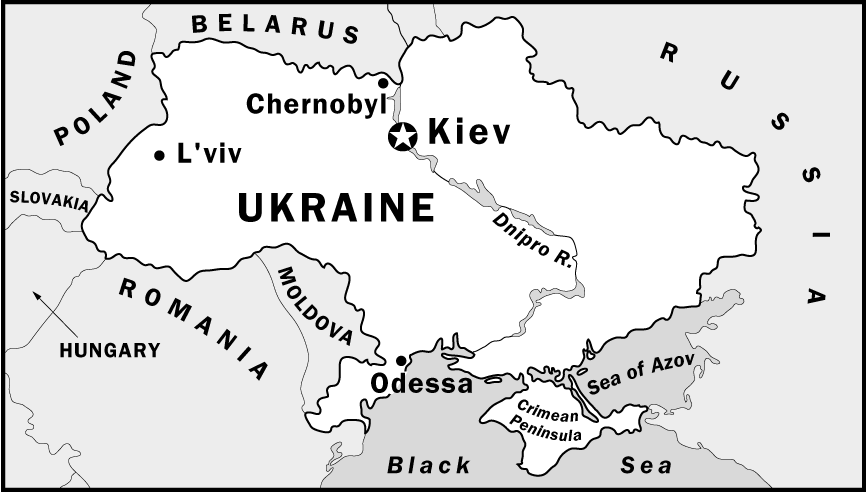 BELARUS
RUSSIA
POLAND
Chernobyl
Kiev
L'viv
SLOVAKIA
UKRAINE
Dnipro R.
ROMANIA
MOLDOVA
HUNGARY
Odessa
Sea of Azov
Crimean
Peninsula
Black Sea